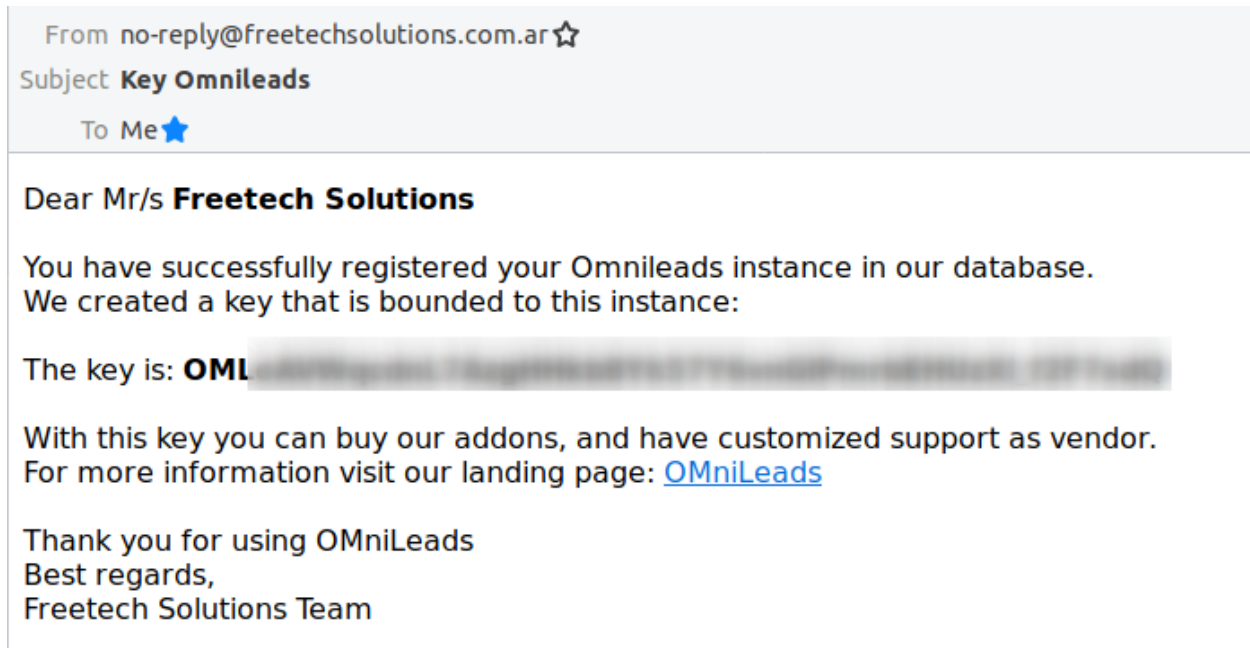 From no-reply@freetechsolutions.com.ar
Subject Key Omnileads
To Me
Dear Mr/s Freetech Solutions
You have successfully registered your Omnileads instance in our database.
We created a key that is bounded to this instance:
The key is: OML
With this key you can buy our addons, and have customized support as vendor.
For more information visit our landing page: OMniLeads
Thank you for using OMniLeads
Best regards,
Freetech Solutions Team